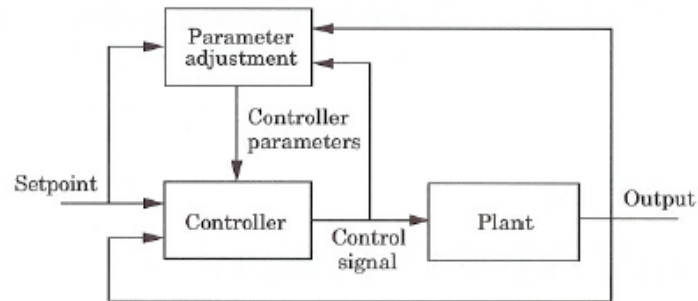 Parameter
adjustment
Controller
parameters
Setpoint
Controller
Control
signal
Plant
Output